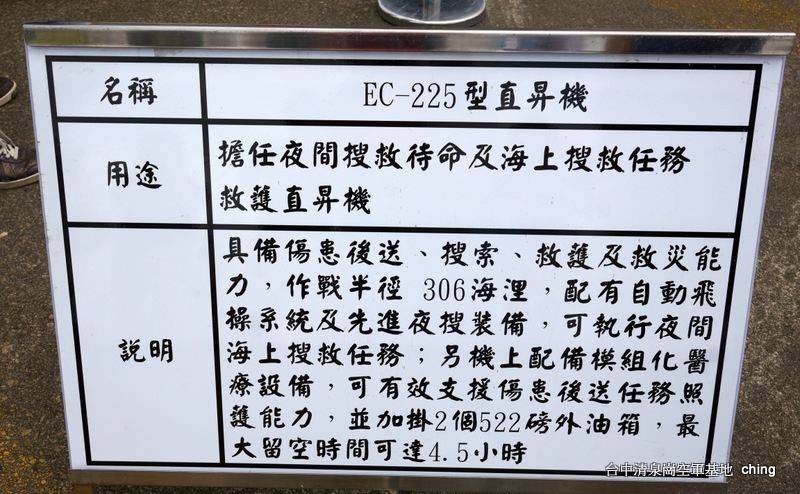 名稱
EC-225型直昇機
用途
擔任夜間搜救待命及海上搜救任務
救護直昇機
說明
具備傷患後送、搜索、救護及救災能
力，作戰半徑 306海浬，配有自動飛
操系統及先進夜搜裝備，可執行夜間
海上搜救任務；另機上配備模組化醫
療設備，可有效支援傷患後送任務照
護能力，並加掛2個522磅外油箱，最
大留空時間可達4.5小時
台中清泉崗空軍基地 ching